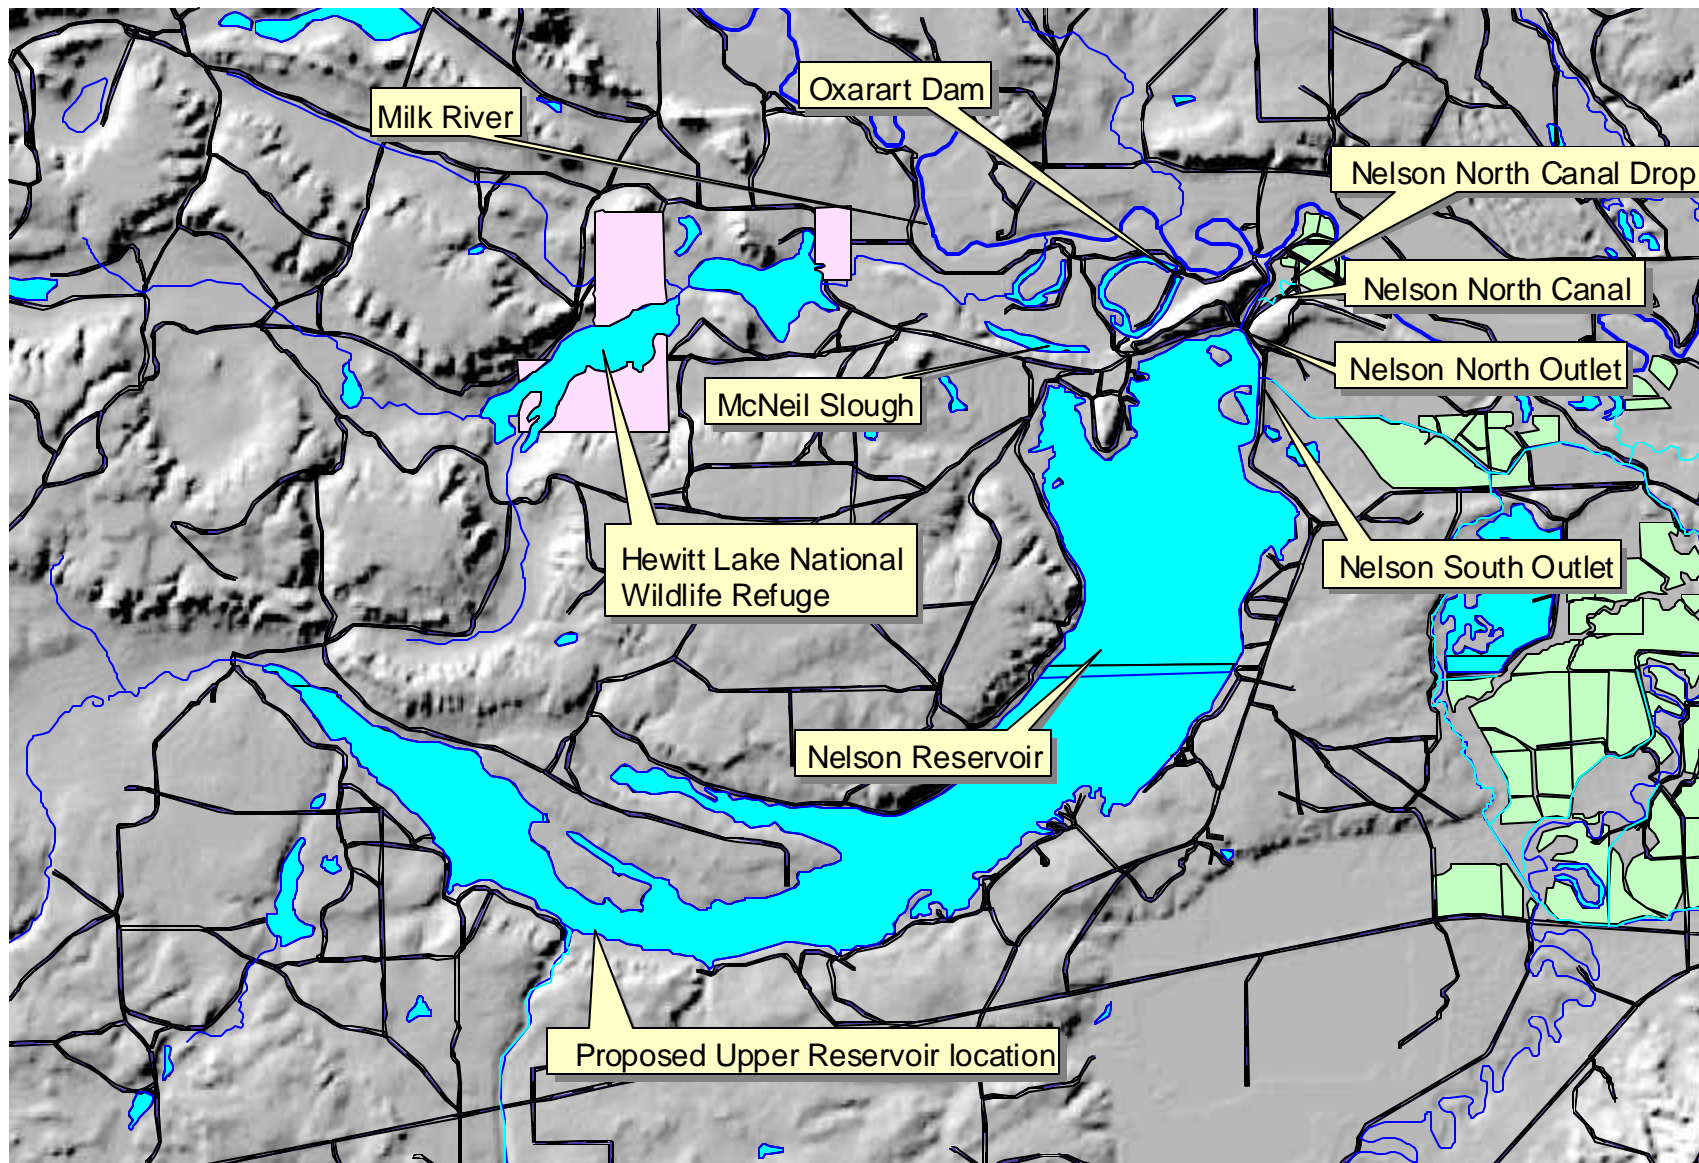 Oxarart Dam
Milk River
Nelson North Canal Drop
Nelson North Canal
Nelson North Outlet
McNeil Slough
Hewitt Lake National
Wildlife Refuge
Nelson South Outlet
Nelson Reservoir
Proposed Upper Reservoir location